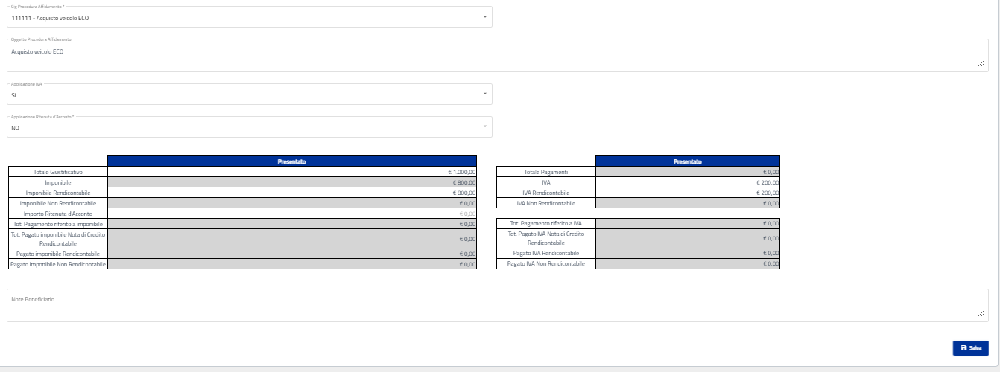 Cig Procedura Affidamento *
111111 - Acquisto veicolo ECO
Oggetto Procedura Affidamento
Acquisto veicolo ECO
Applicazione IVA
SI
Applicazione Ritenuta d'Acconto *
NO
Presentato
Totale Giustificativo € 1.000,00
Imponibile € 800,00
Imponibile Rendicontabile € 800,00
Imponibile Non Rendicontabile € 0,00
Importo Ritenuta d'Acconto € 0,00
Tot. Pagamento riferito a imponibile € 0,00
Tot. Pagato imponibile Nota di Credito
Rendicontabile € 0,00
Pagato imponibile Rendicontabile € 0,00
Pagato imponibile Non Rendicontabile € 0,00
Presentato
Totale Pagamenti € 0,00
IVA € 200,00
IVA Rendicontabile € 200,00
IVA Non Rendicontabile € 0,00
Tot. Pagamento riferito a IVA € 0,00
Tot. Pagato IVA Nota di Credito
Rendicontabile € 0,00
Pagato IVA Rendicontabile € 0,00
Pagato IVA Non Rendicontabile € 0,00
Note Beneficiario
Salva